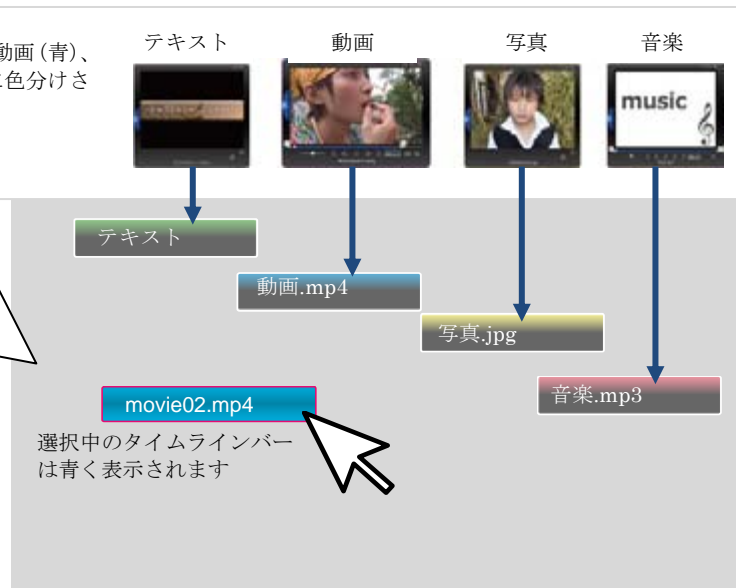 テキスト 動画 写真 音楽
動画(青)、
色分けさ
music
テキスト
動画.mp4
写真.jpg
音楽.mp3
movie02.mp4
選択中のタイムラインバー
は青く表示されます